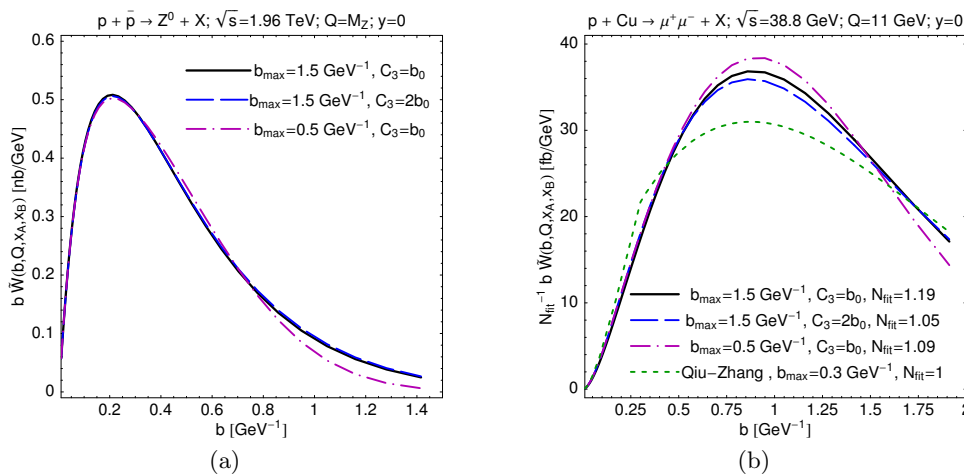 p + p̄ → Z⁰ + X; √s=1.96 TeV; Q=M_Z; y=0
0.6
0.5
0.4
0.3
0.2
0.1
0
b W̃(b,Q,x_A,x_B) [nb/GeV]
b_max=1.5 GeV⁻¹, C₃=b₀
b_max=1.5 GeV⁻¹, C₃=2b₀
b_max=0.5 GeV⁻¹, C₃=b₀
0.2 0.4 0.6 0.8 1 1.2 1.4
b [GeV⁻¹]
(a)
p + Cu → μ⁺μ⁻ + X; √s=38.8 GeV; Q=11 GeV; y=0
40
30
20
10
0
N_fit⁻¹ b W̃(b,Q,x_A,x_B) [fb/GeV]
b_max=1.5 GeV⁻¹, C₃=b₀, N_fit=1.19
b_max=1.5 GeV⁻¹, C₃=2b₀, N_fit=1.05
b_max=0.5 GeV⁻¹, C₃=b₀, N_fit=1.09
Qiu−Zhang , b_max=0.3 GeV⁻¹, N_fit=1
0.25 0.5 0.75 1 1.25 1.5 1.75 2
b [GeV⁻¹]
(b)